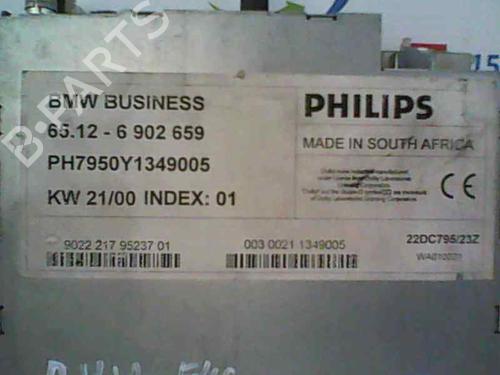 BMW BUSINESS
65.12 - 6 902 659
PH7950Y1349005
KW 21/00 INDEX: 01
PHILIPS
MADE IN SOUTH AFRICA
CE
9022 217 95237 01
003 0021 1349005
22DC795/23Z
B-PARTS